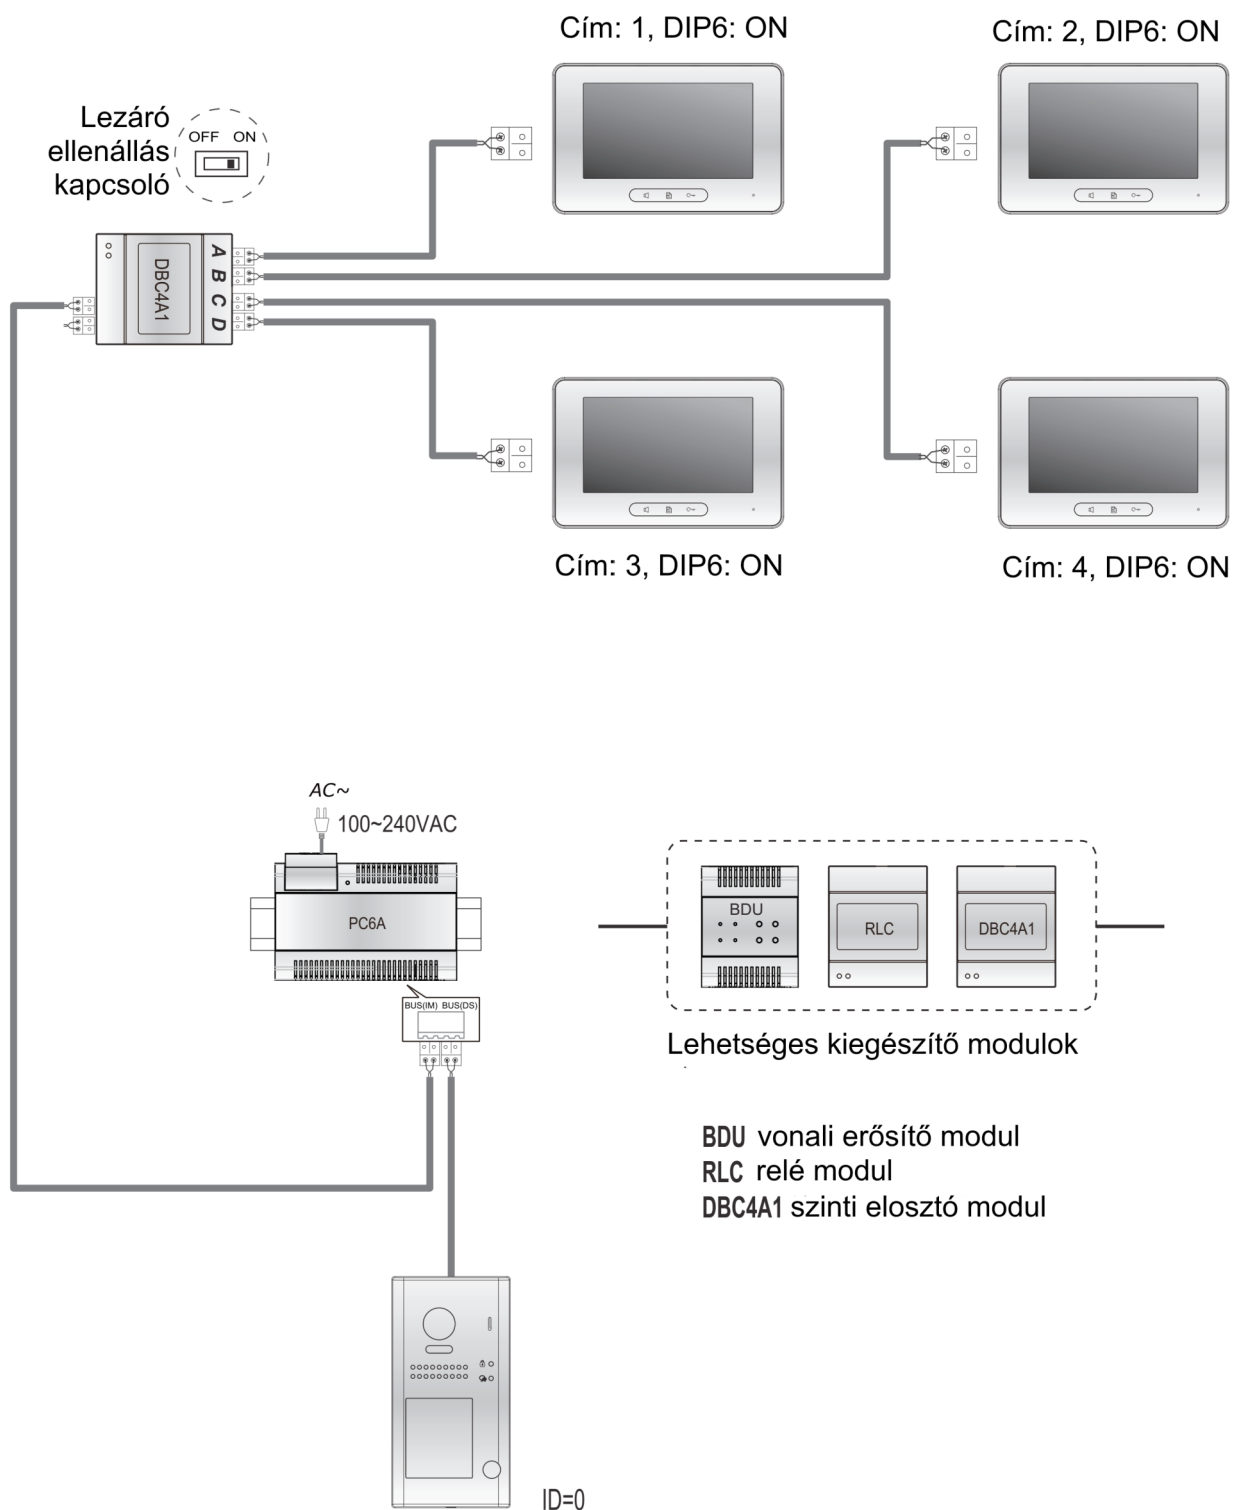 Cím: 1, DIP6: ON
Cím: 2, DIP6: ON
Lezáró
ellenállás
kapcsoló
OFF ON
DBC4A1
A
B
C
D
Cím: 3, DIP6: ON
Cím: 4, DIP6: ON
AC~
100~240VAC
PC6A
BUS(IM) BUS(DS)
BDU
RLC
DBC4A1
Lehetséges kiegészítő modulok
BDU vonali erősítő modul
RLC relé modul
DBC4A1 szinti elosztó modul
ID=0